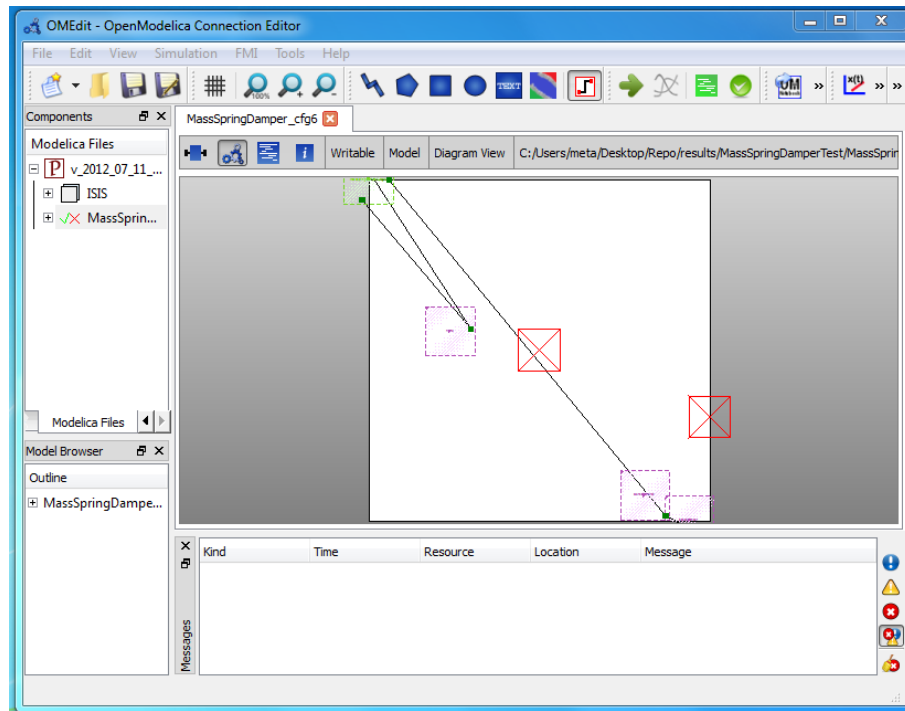 OMEdit - OpenModelica Connection Editor
File Edit View Simulation FMI Tools Help
100% TEXT OM x(t) » » »
Components
MassSpringDamper_cfg6
Modelica Files
P v_2012_07_11_...
ISIS
MassSprin...
i Writable Model Diagram View C:/Users/meta/Desktop/Repo/results/MassSpringDamperTest/MassSprin
Modelica Files
Model Browser
Outline
MassSpringDampe...
Kind Time Resource Location Message
Messages